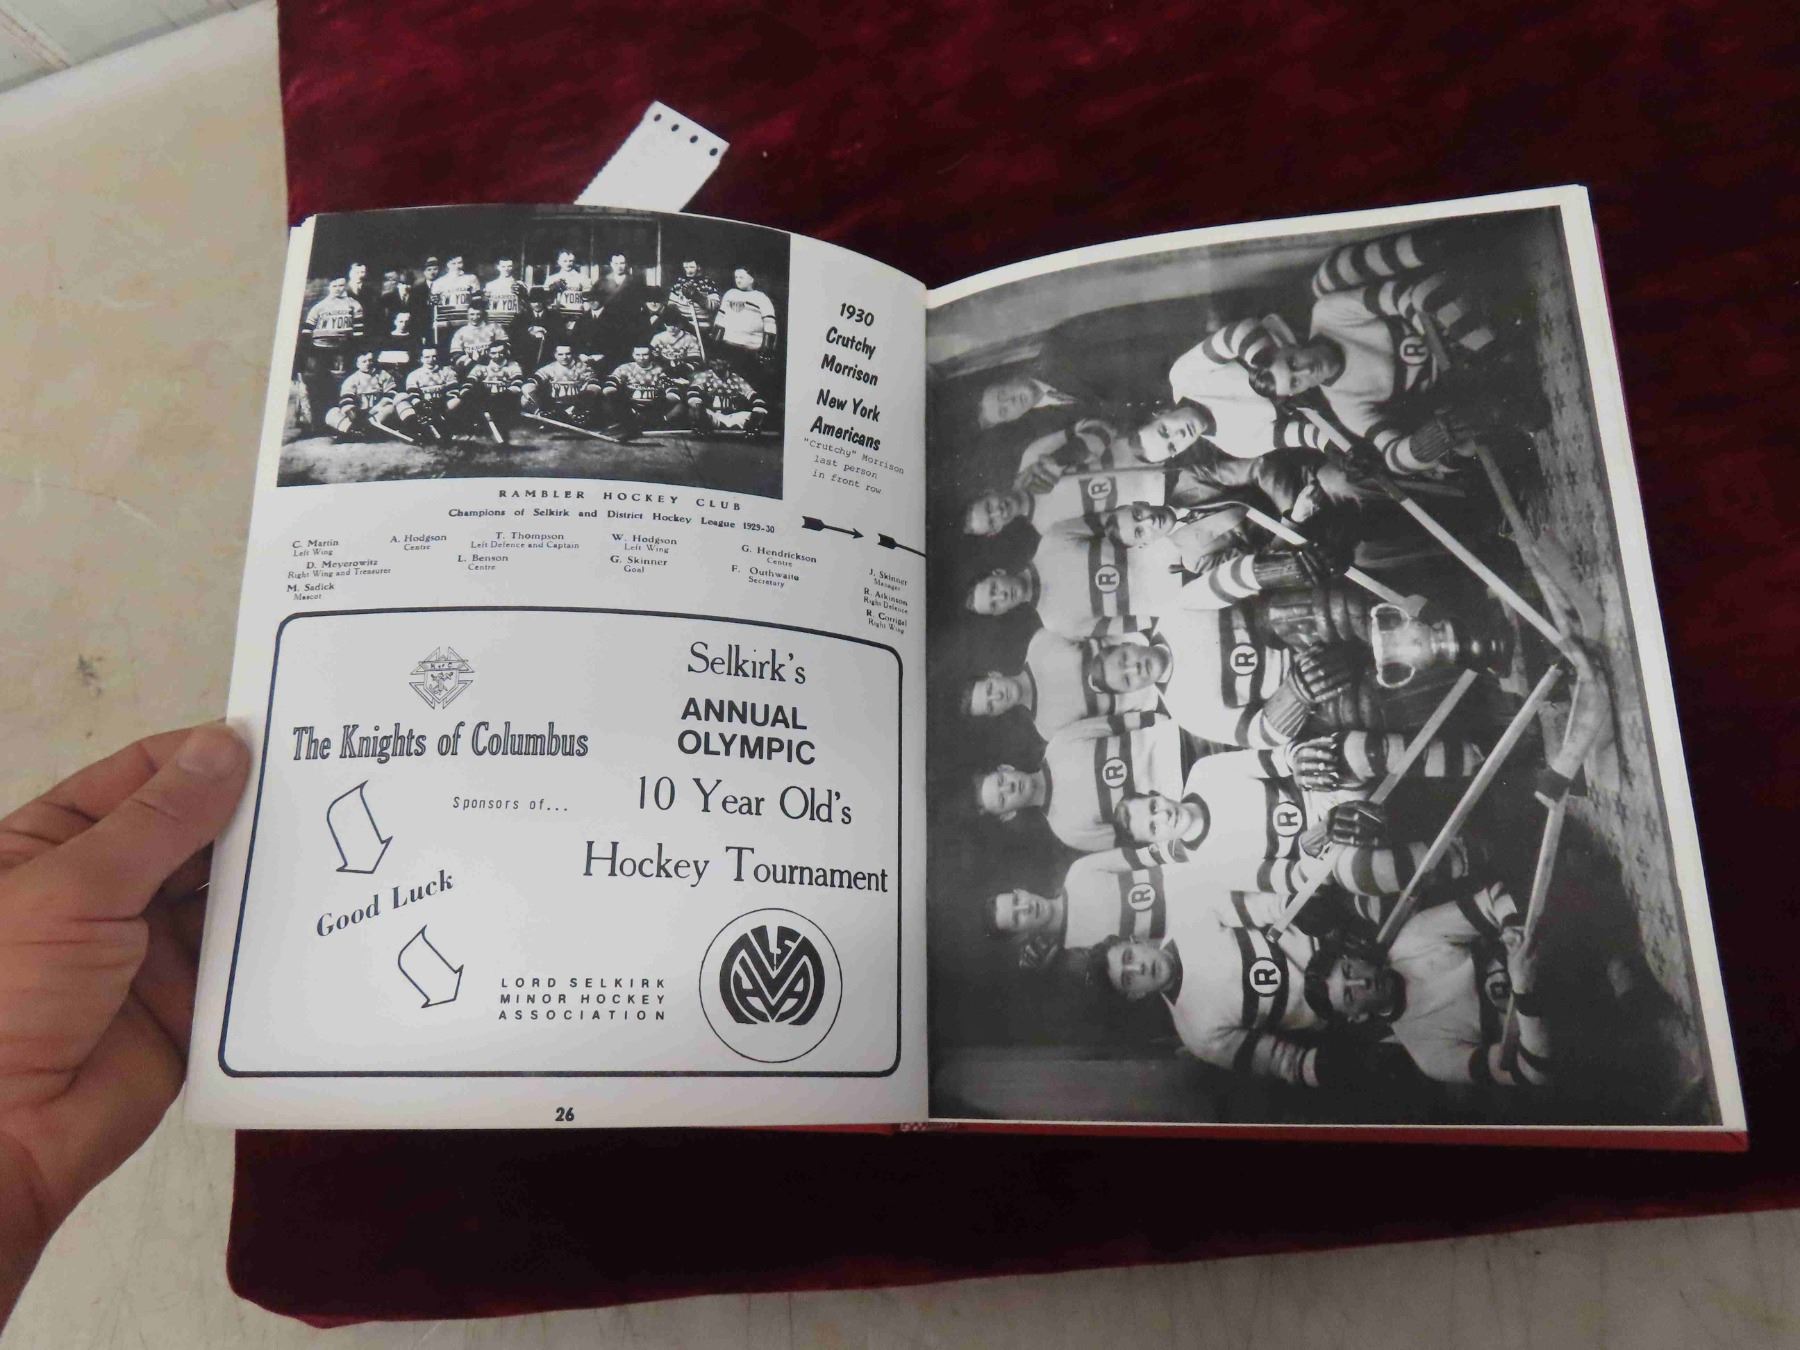 1930
Crutchy
Morrison
New York
Americans
"Crutchy" Morrison
last person
in front row
NEW YORK
RAMBLER HOCKEY CLUB
Champions of Selkirk and District Hockey League 1929-30
C. Martin
Left Wing
A. Hodgson
Centre
T. Thompson
Left Defence and Captain
W. Hodgson
Left Wing
G. Hendrickson
Centre
J. Skinner
Manager
D. Meyerowitz
Right Wing and Treasurer
L. Benson
Centre
G. Skinner
Goal
F. Outhwaite
Secretary
R. Atkinson
Right Defence
M. Sadick
Mascot
R. Corrigal
Right Wing
K of C
The Knights of Columbus
Sponsors of...
Selkirk's
ANNUAL
OLYMPIC
10 Year Old's
Hockey Tournament
Good Luck
LORD SELKIRK
MINOR HOCKEY
ASSOCIATION
26
R
R
R
R
R
R
R
R